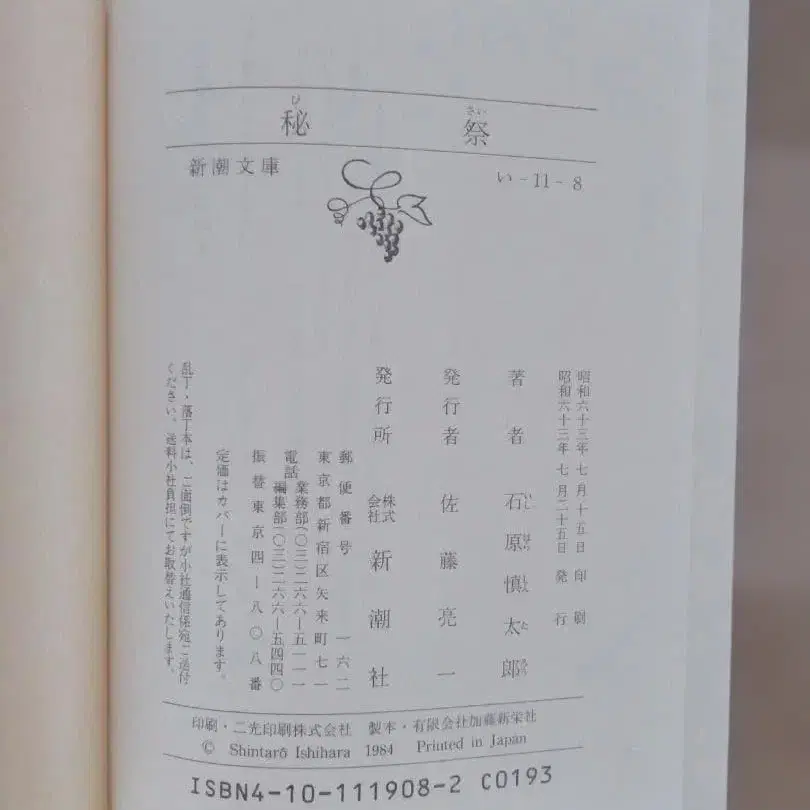 秘祭
ひ さい
新潮文庫
い-11-8
昭和六十三年七月十五日 印刷
昭和六十三年七月二十五日 発行
著者 石原慎太郎
発行者 佐藤亮一
発行所 株式会社 新潮社
郵便番号 一六二
東京都新宿区矢来町七一
電話 業務部(〇三)二六六—五一一一
編集部(〇三)二六六—五四四〇
振替 東京四—八〇八番
定価はカバーに表示してあります。
乱丁・落丁本は、ご面倒ですが小社通信係宛ご送付
ください。送料小社負担にてお取替えいたします。
印刷・二光印刷株式会社 製本・有限会社加藤新栄社
© Shintarō Ishihara 1984 Printed in Japan
ISBN4-10-111908-2 C0193